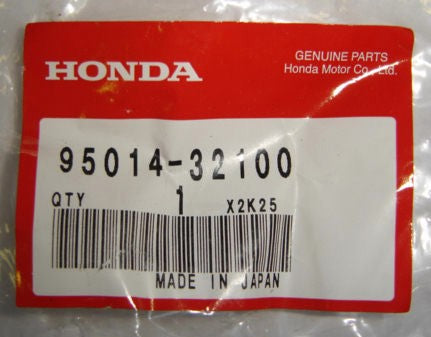 HONDA
GENUINE PARTS
Honda Motor Co., Ltd.
95014-32100
QTY 1 X2K25
MADE IN JAPAN